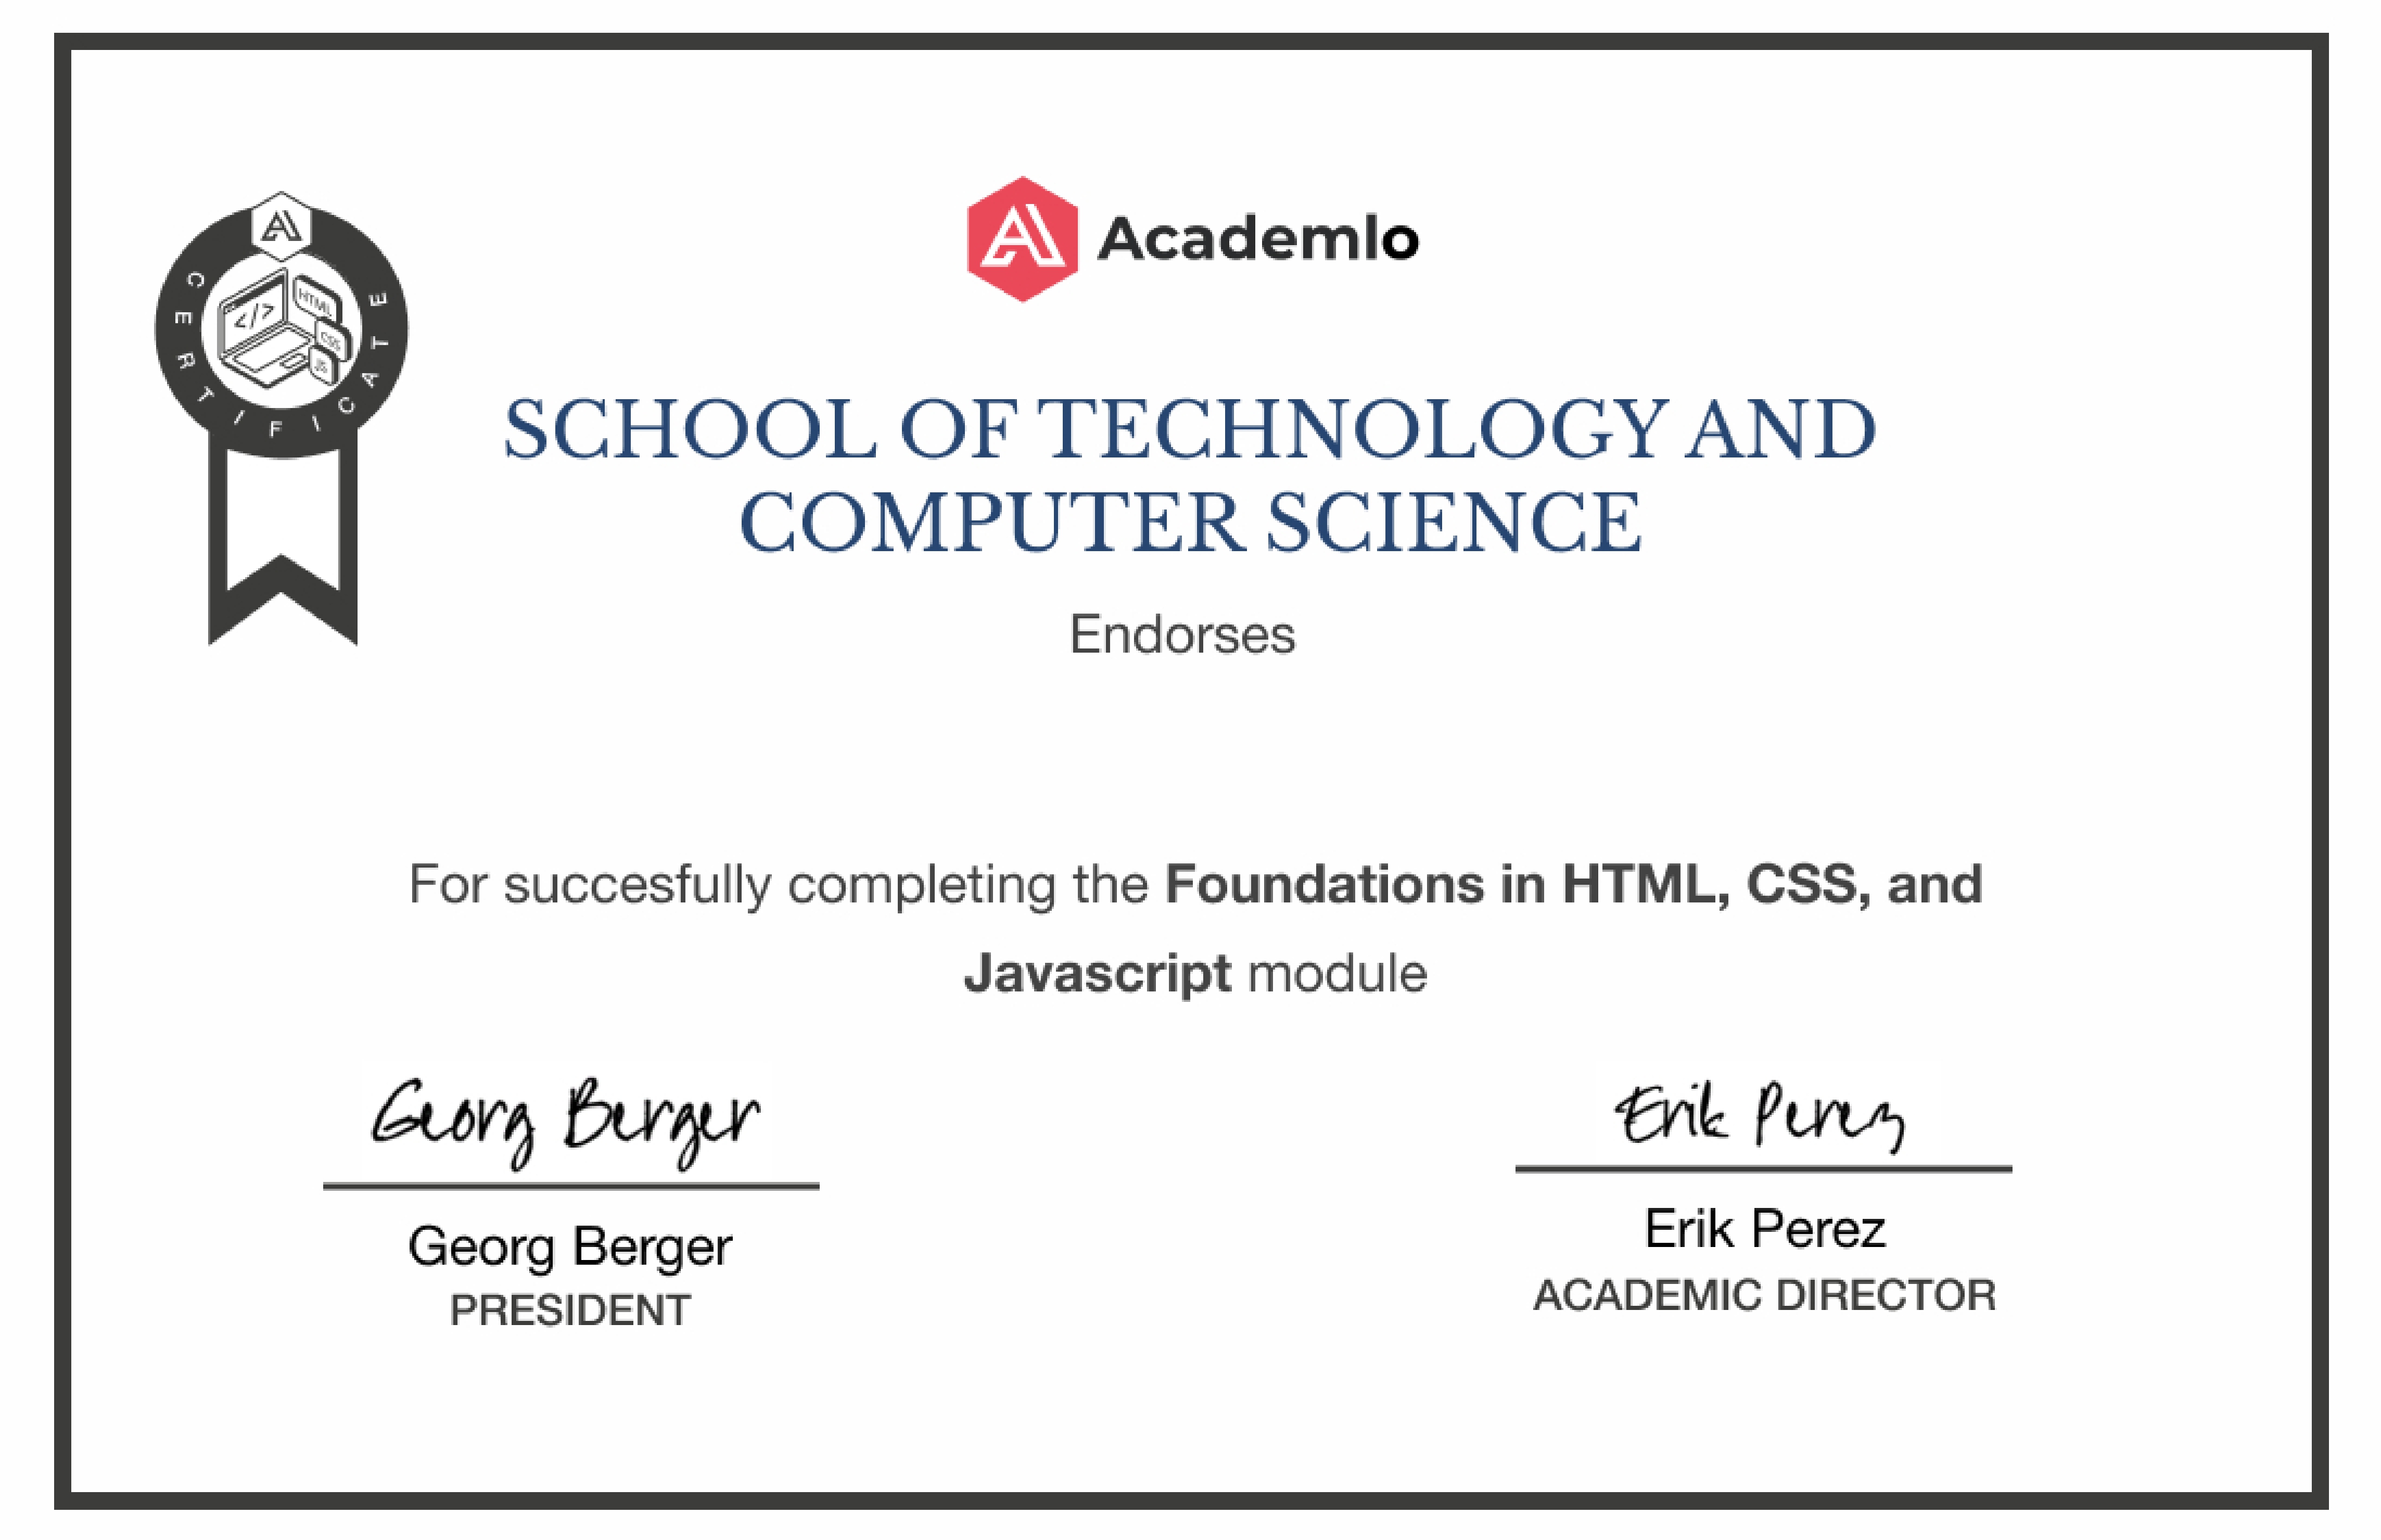 Academlo
CERTIFICATE
</>
HTML
CSS
JS
SCHOOL OF TECHNOLOGY AND
COMPUTER SCIENCE
Endorses
For succesfully completing the Foundations in HTML, CSS, and
Javascript module
Georg Berger
Erik Perez
Georg Berger
Erik Perez
PRESIDENT
ACADEMIC DIRECTOR